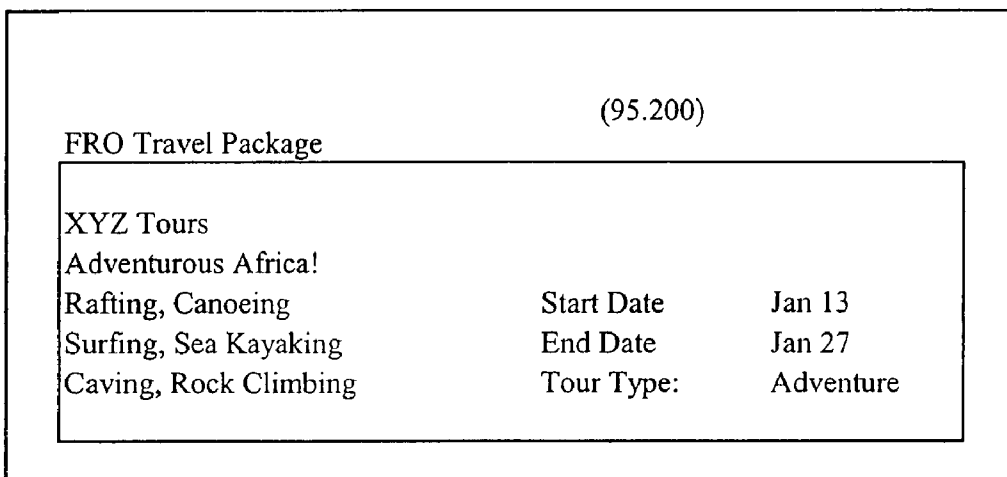 (95.200)
FRO Travel Package
XYZ Tours
Adventurous Africa!
Rafting, Canoeing Start Date Jan 13
Surfing, Sea Kayaking End Date Jan 27
Caving, Rock Climbing Tour Type: Adventure